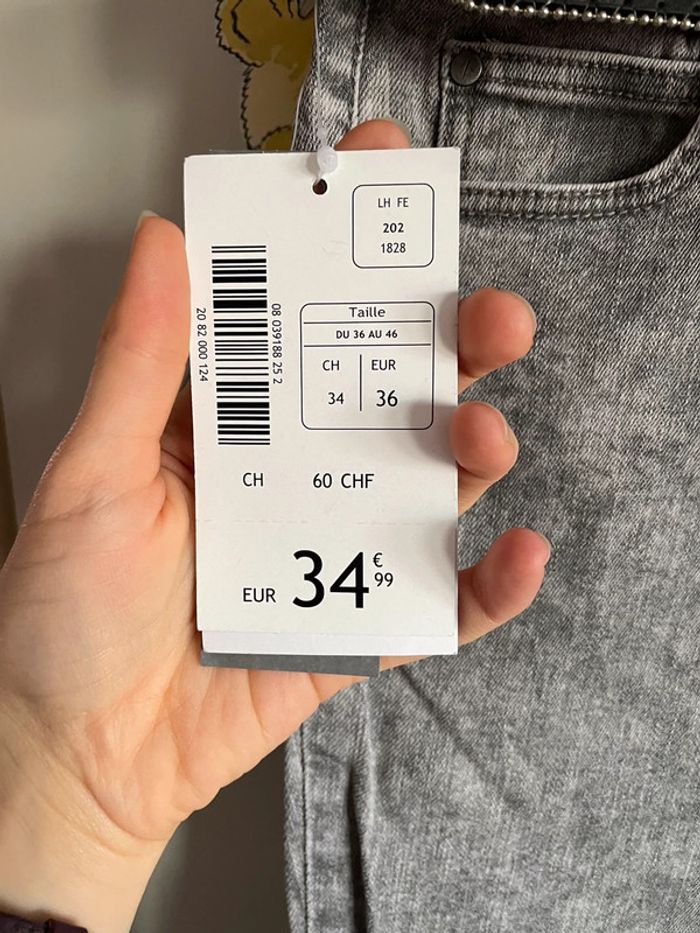 LH FE
202
1828
08 039188 25 2
20 82 000 124
Taille
DU 36 AU 46
CH EUR
34 36
CH 60 CHF
EUR 34€99